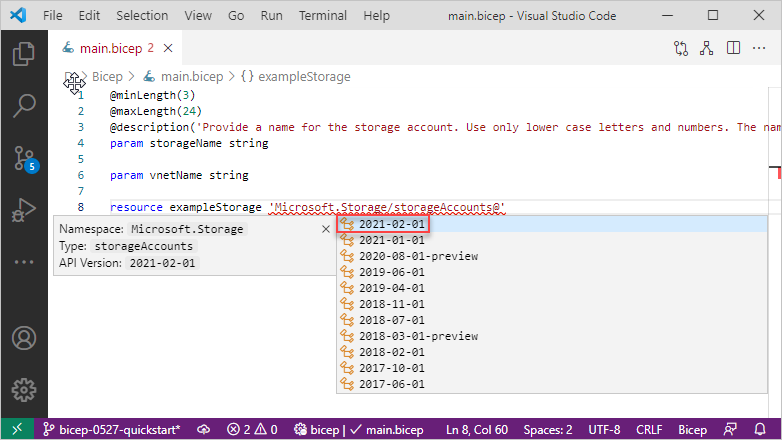 File Edit Selection View Go Run Terminal Help main.bicep - Visual Studio Code
main.bicep 2
Bicep > main.bicep > {} exampleStorage
1 @minLength(3)
2 @maxLength(24)
3 @description('Provide a name for the storage account. Use only lower case letters and numbers. The nam
4 param storageName string
5
6 param vnetName string
7
8 resource exampleStorage 'Microsoft.Storage/storageAccounts@'
Namespace: Microsoft.Storage
Type: storageAccounts
API Version: 2021-02-01
2021-02-01
2021-01-01
2020-08-01-preview
2019-06-01
2019-04-01
2018-11-01
2018-07-01
2018-03-01-preview
2018-02-01
2017-10-01
2017-06-01
5
bicep-0527-quickstart* 2 0 bicep | main.bicep Ln 8, Col 60 Spaces: 2 UTF-8 CRLF Bicep